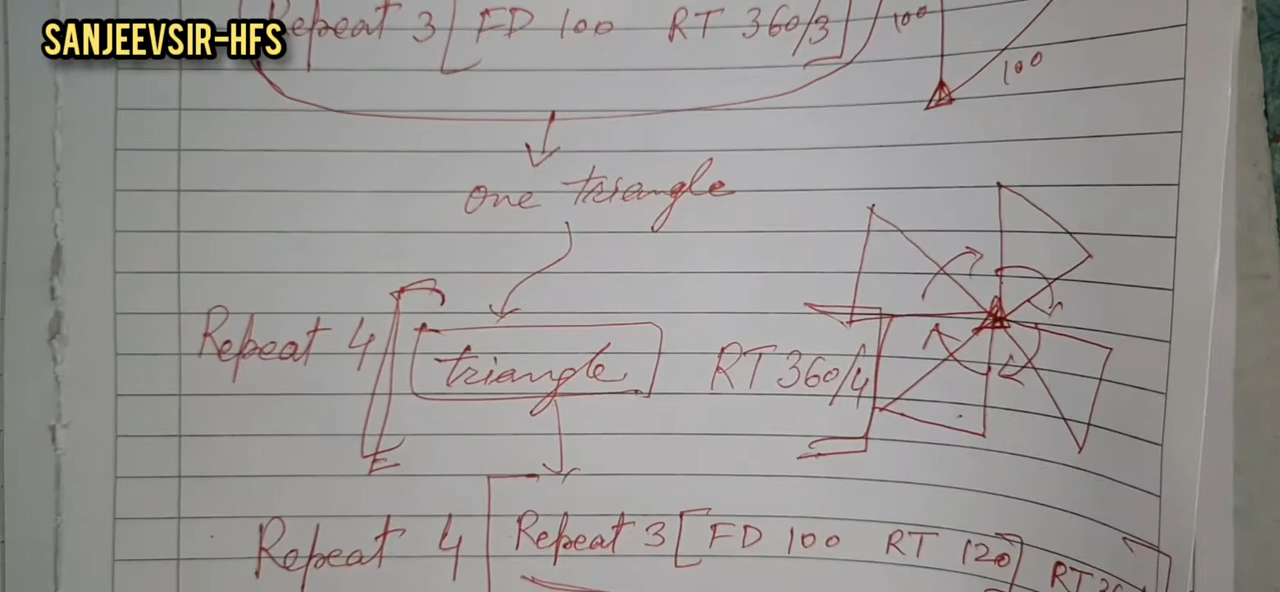 SANJEEVSIR-HFS
Repeat 3 [ FD 100 RT 360/3 ] 100
100
one triangle
Repeat 4 [ triangle RT 360/4 ]
Repeat 4 [ Repeat 3 [ FD 100 RT 120 ] RT